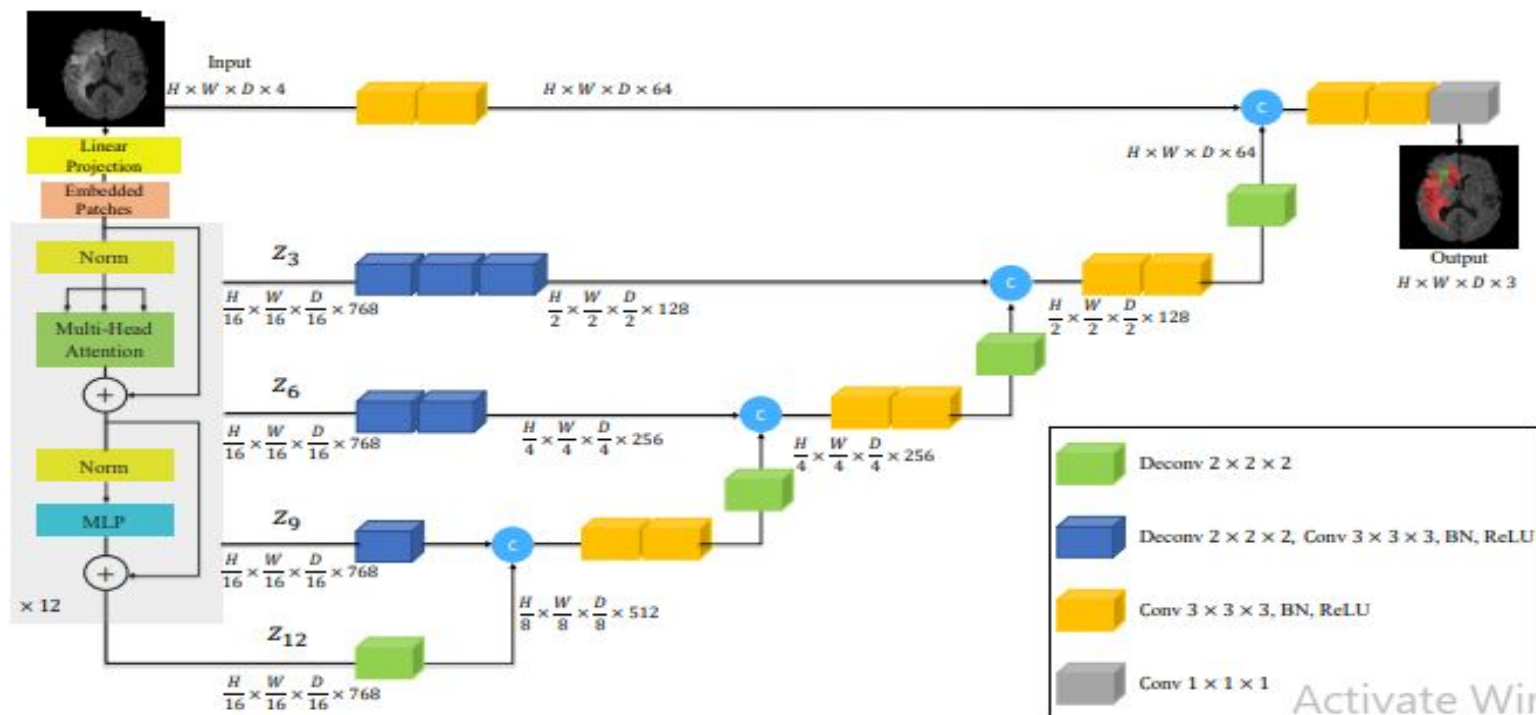 Input
H × W × D × 4
H × W × D × 64
C
Linear
Projection
H × W × D × 64
Embedded
Patches
Norm
Z3
C
Output
H × W × D × 3
H/16 × W/16 × D/16 × 768
H/2 × W/2 × D/2 × 128
H/2 × W/2 × D/2 × 128
Multi-Head
Attention
+
Z6
C
H/16 × W/16 × D/16 × 768
H/4 × W/4 × D/4 × 256
H/4 × W/4 × D/4 × 256
Norm
MLP
Z9
C
+
H/16 × W/16 × D/16 × 768
× 12
H/8 × W/8 × D/8 × 512
Z12
H/16 × W/16 × D/16 × 768
Deconv 2 × 2 × 2
Deconv 2 × 2 × 2, Conv 3 × 3 × 3, BN, ReLU
Conv 3 × 3 × 3, BN, ReLU
Conv 1 × 1 × 1
Activate Wi